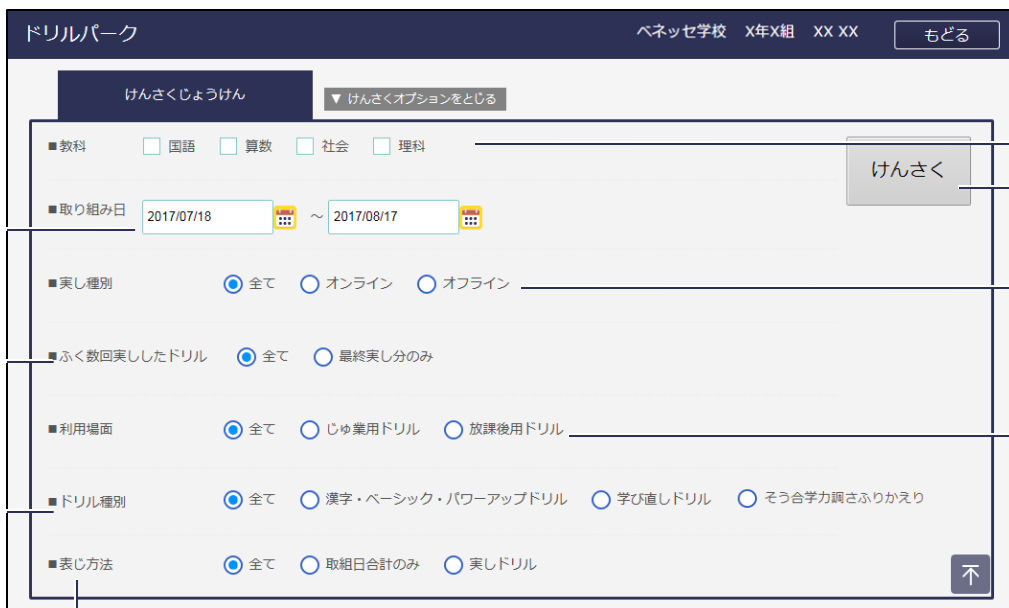 ドリルパーク ベネッセ学校 X年X組 XX XX もどる
けんさくじょうけん ▼ けんさくオプションをとじる
■教科 国語 算数 社会 理科 けんさく
■取り組み日 2017/07/18 ～ 2017/08/17
■実し種別 全て オンライン オフライン
■ふく数回実ししたドリル 全て 最終実し分のみ
■利用場面 全て じゅ業用ドリル 放課後用ドリル
■ドリル種別 全て 漢字・ベーシック・パワーアップドリル 学び直しドリル そう合学力調さふりかえり
■表じ方法 全て 取組日合計のみ 実しドリル